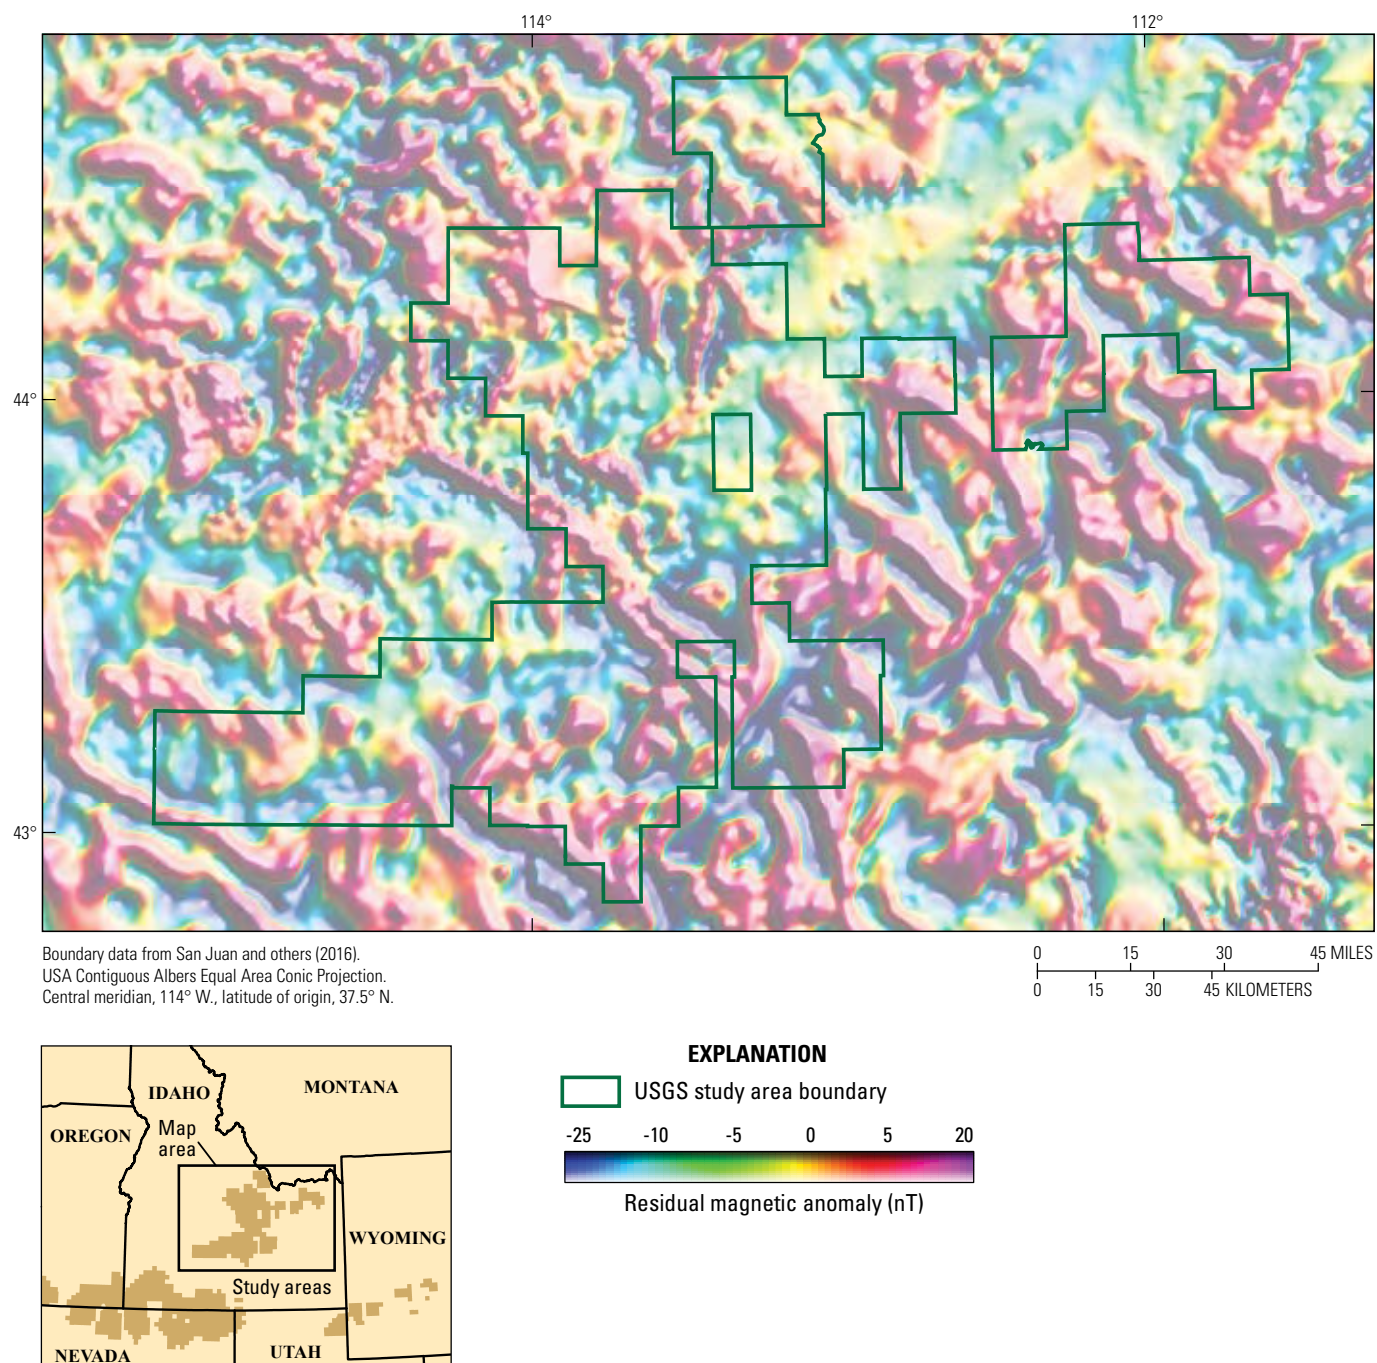 114°
112°
44°
43°
Boundary data from San Juan and others (2016).
USA Contiguous Albers Equal Area Conic Projection.
Central meridian, 114° W., latitude of origin, 37.5° N.
0 15 30 45 MILES
0 15 30 45 KILOMETERS
EXPLANATION
USGS study area boundary
-25 -10 -5 0 5 20
Residual magnetic anomaly (nT)
IDAHO
MONTANA
OREGON
Map
area
WYOMING
Study areas
NEVADA
UTAH